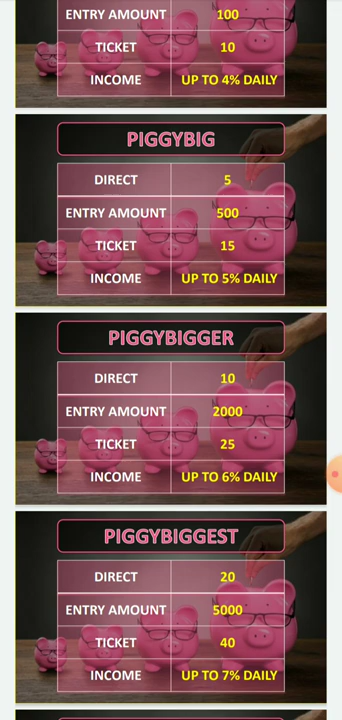 ENTRY AMOUNT 100
TICKET 10
INCOME UP TO 4% DAILY
PIGGYBIG
DIRECT 5
ENTRY AMOUNT 500
TICKET 15
INCOME UP TO 5% DAILY
PIGGYBIGGER
DIRECT 10
ENTRY AMOUNT 2000
TICKET 25
INCOME UP TO 6% DAILY
PIGGYBIGGEST
DIRECT 20
ENTRY AMOUNT 5000
TICKET 40
INCOME UP TO 7% DAILY